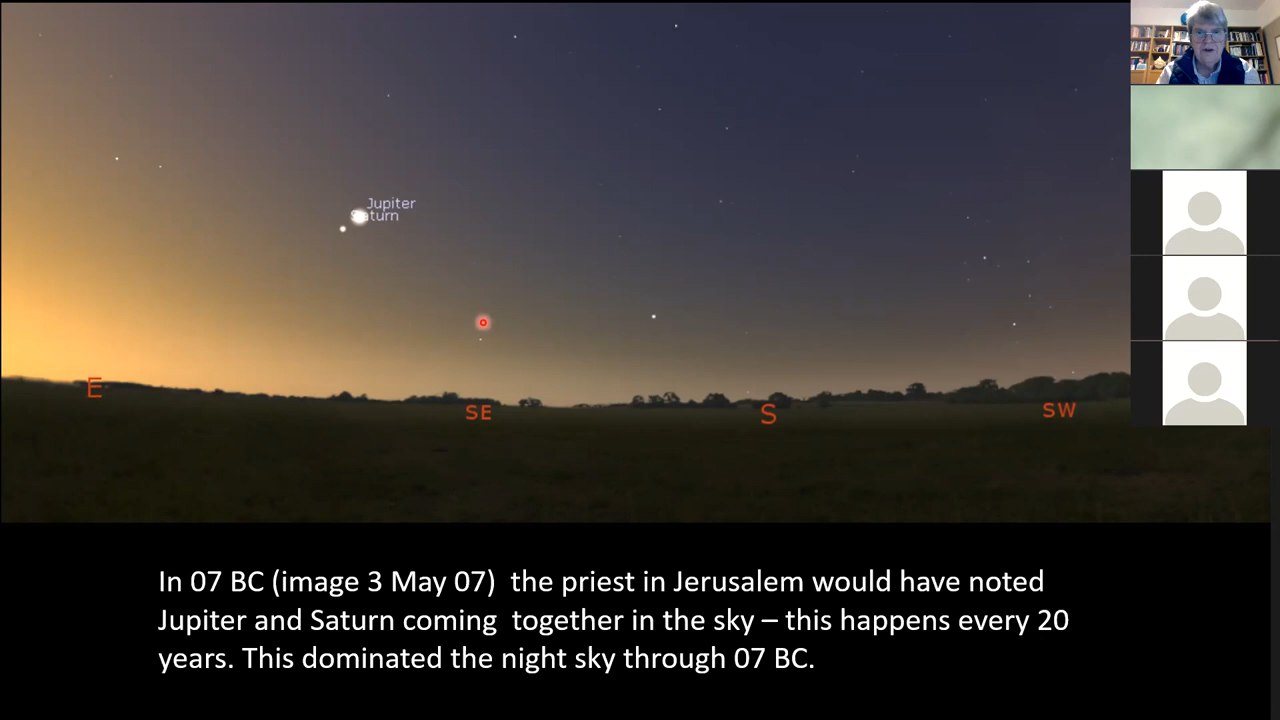 Jupiter
Saturn
E
SE
S
SW
In 07 BC (image 3 May 07)  the priest in Jerusalem would have noted
Jupiter and Saturn coming  together in the sky – this happens every 20
years. This dominated the night sky through 07 BC.